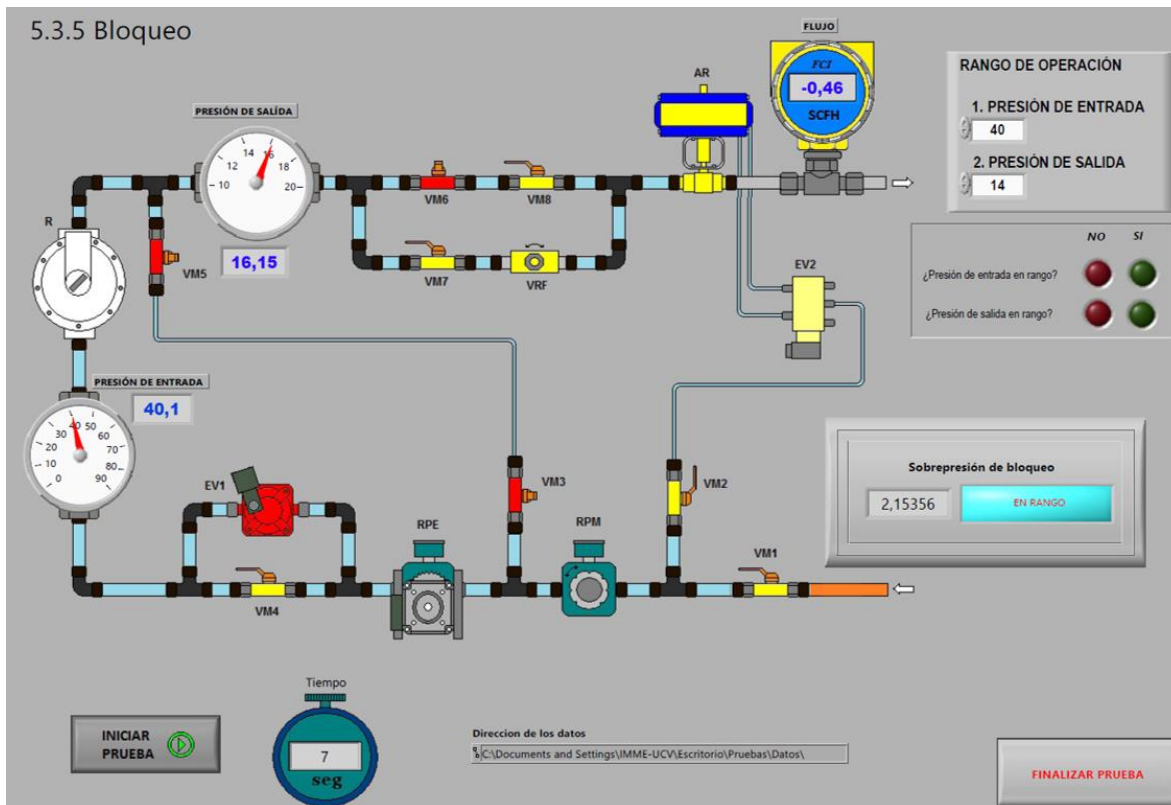 5.3.5 Bloqueo
FLUJO
FCI
-0,46
SCFH
AR
RANGO DE OPERACIÓN
1. PRESIÓN DE ENTRADA
40
2. PRESIÓN DE SALIDA
14
PRESIÓN DE SALÍDA
10
12
14
16
18
20
16,15
VM6
VM8
VM7
VRF
R
VM5
EV2
NO SI
¿Presión de entrada en rango?
¿Presión de salida en rango?
PRESIÓN DE ENTRADA
40,1
0
10
20
30
40
50
60
70
80
90
EV1
VM4
RPE
VM3
RPM
VM2
VM1
Sobrepresión de bloqueo
2,15356
EN RANGO
Tiempo
7
seg
INICIAR
PRUEBA
Direccion de los datos
C:\Documents and Settings\IMME-UCV\Escritorio\Pruebas\Datos\
FINALIZAR PRUEBA